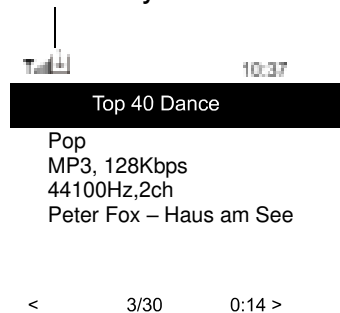 10:37
Top 40 Dance
Pop
MP3, 128Kbps
44100Hz,2ch
Peter Fox – Haus am See
< 3/30 0:14 >